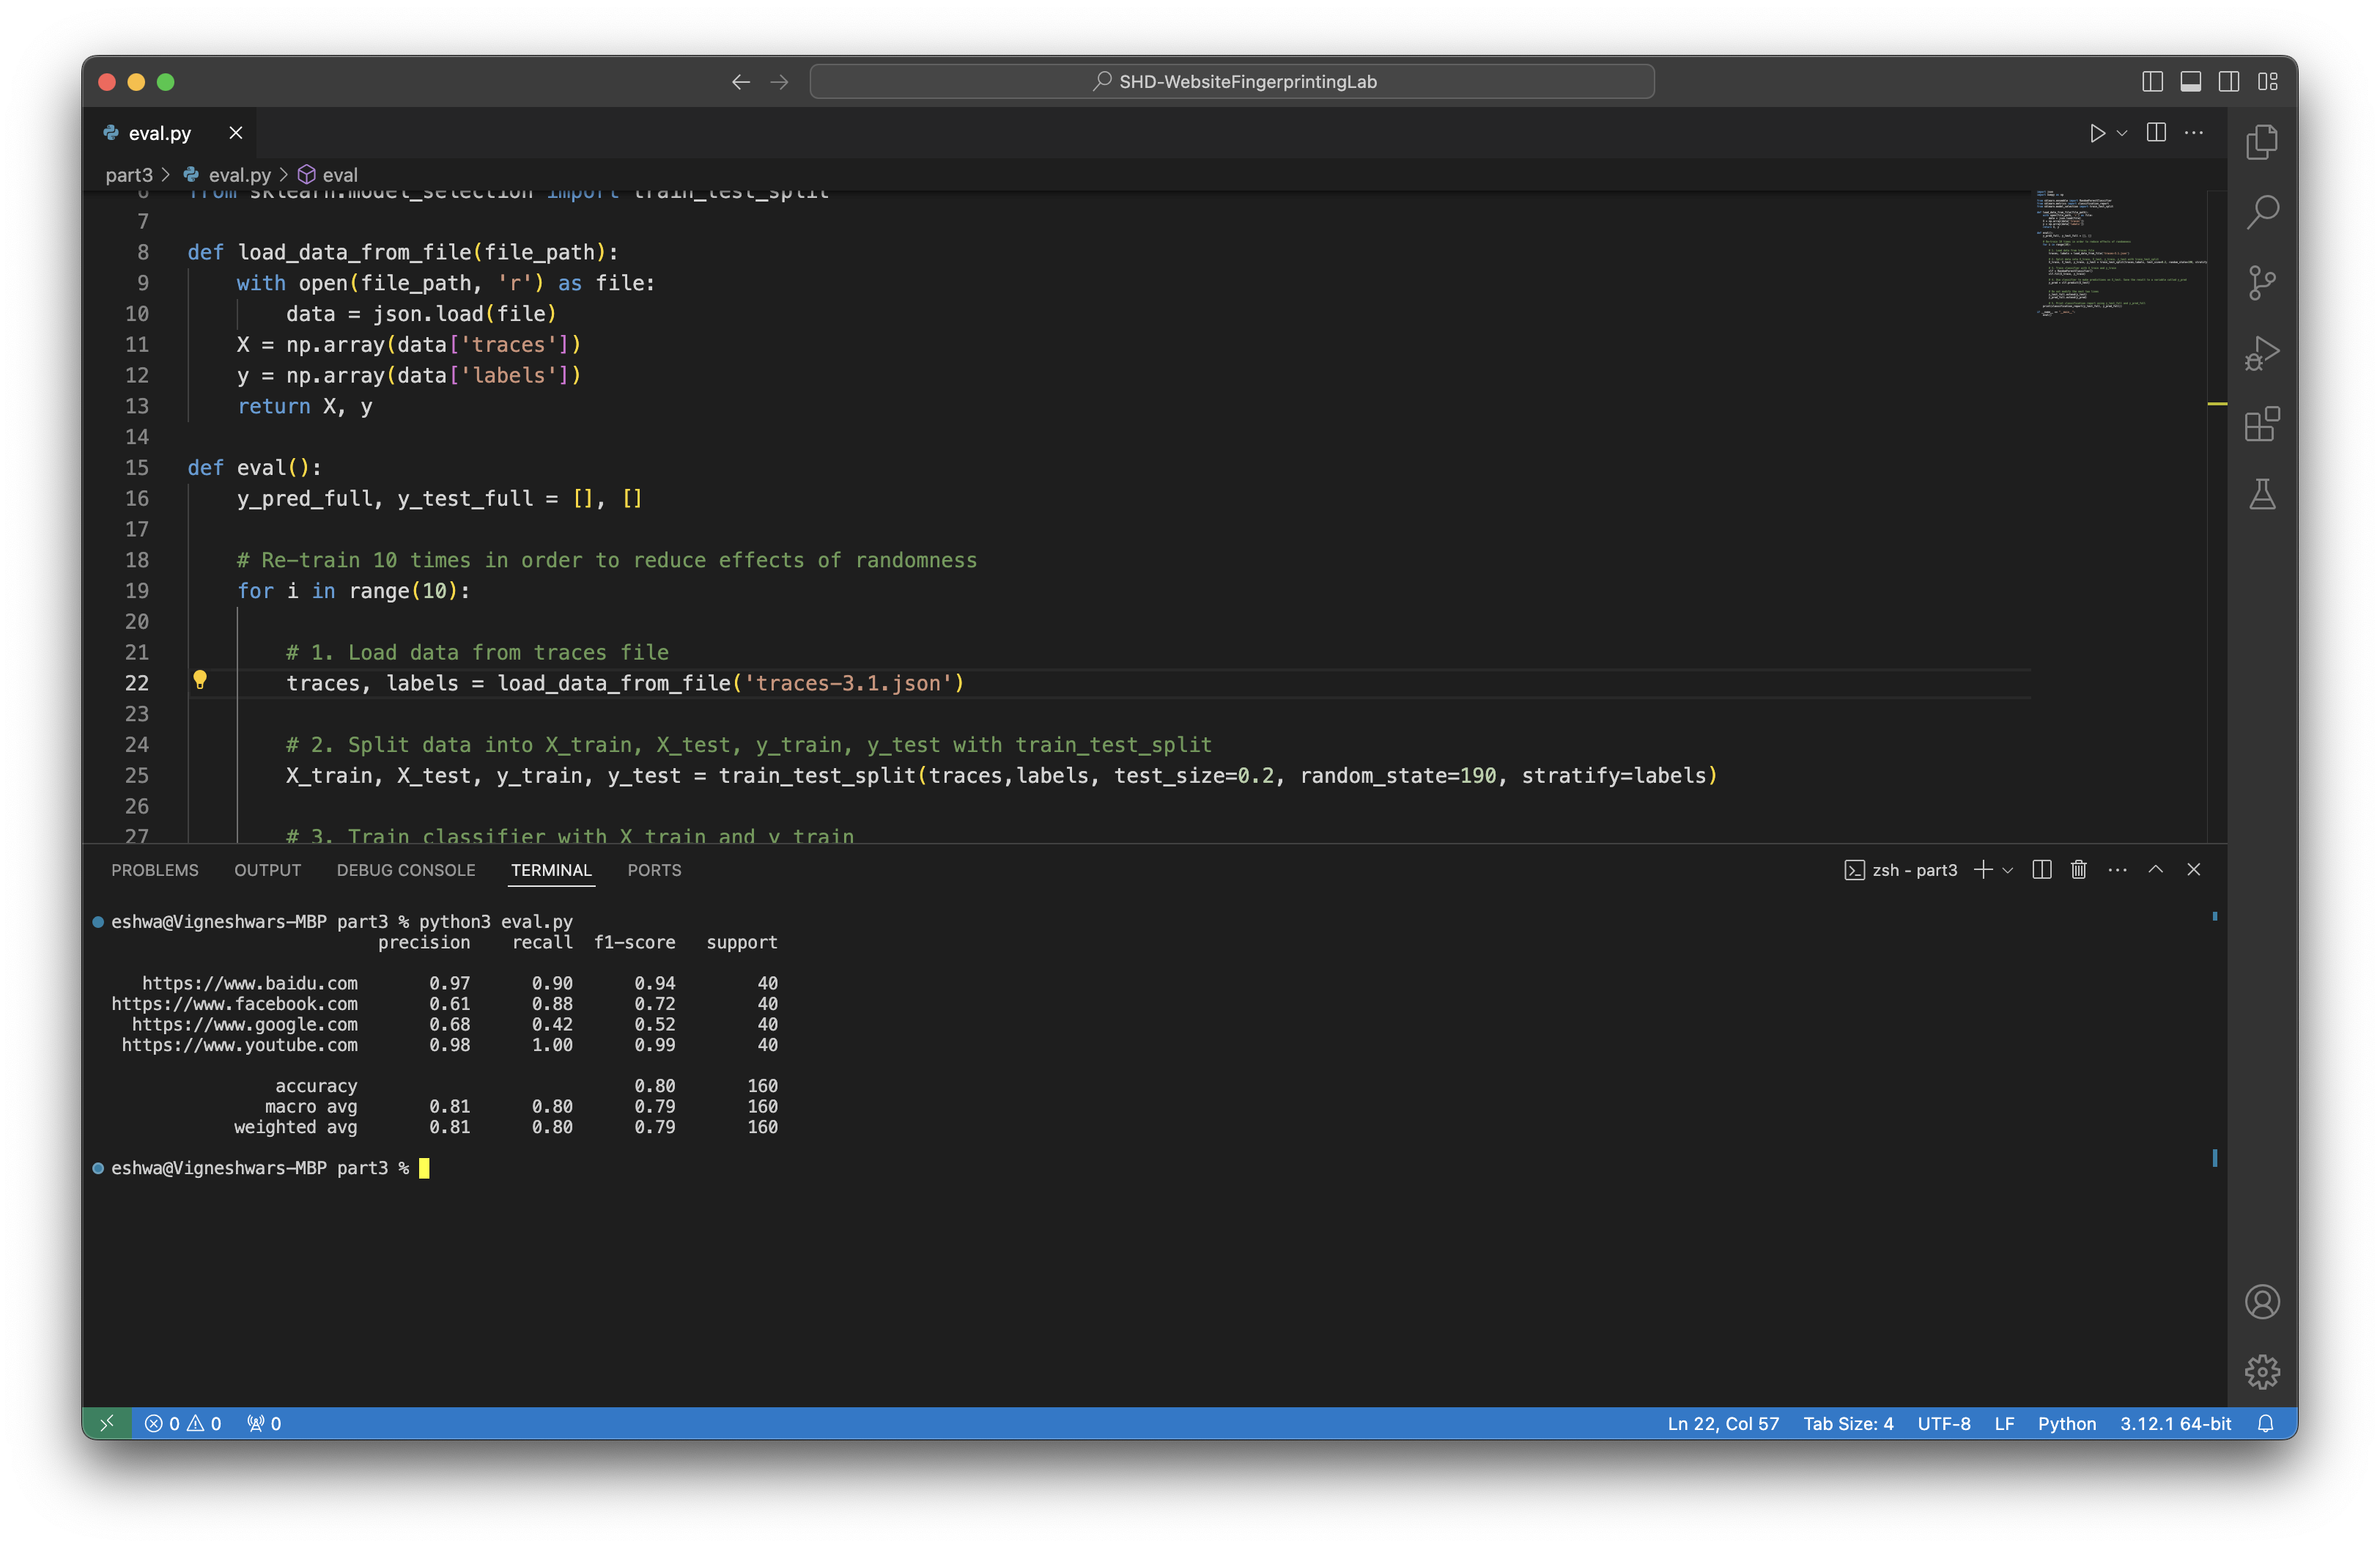 SHD-WebsiteFingerprintingLab
eval.py
part3 > eval.py > eval
6 from sklearn.model_selection import train_test_split
7
8 def load_data_from_file(file_path):
9 with open(file_path, 'r') as file:
10 data = json.load(file)
11 X = np.array(data['traces'])
12 y = np.array(data['labels'])
13 return X, y
14
15 def eval():
16 y_pred_full, y_test_full = [], []
17
18 # Re-train 10 times in order to reduce effects of randomness
19 for i in range(10):
20
21 # 1. Load data from traces file
22 traces, labels = load_data_from_file('traces-3.1.json')
23
24 # 2. Split data into X_train, X_test, y_train, y_test with train_test_split
25 X_train, X_test, y_train, y_test = train_test_split(traces,labels, test_size=0.2, random_state=190, stratify=labels)
26
27 # 3. Train classifier with X_train and y_train
PROBLEMS OUTPUT DEBUG CONSOLE TERMINAL PORTS zsh - part3
eshwa@Vigneshwars-MBP part3 % python3 eval.py
precision recall f1-score support
https://www.baidu.com 0.97 0.90 0.94 40
https://www.facebook.com 0.61 0.88 0.72 40
https://www.google.com 0.68 0.42 0.52 40
https://www.youtube.com 0.98 1.00 0.99 40
accuracy 0.80 160
macro avg 0.81 0.80 0.79 160
weighted avg 0.81 0.80 0.79 160
eshwa@Vigneshwars-MBP part3 %
0 0 0 Ln 22, Col 57 Tab Size: 4 UTF-8 LF Python 3.12.1 64-bit